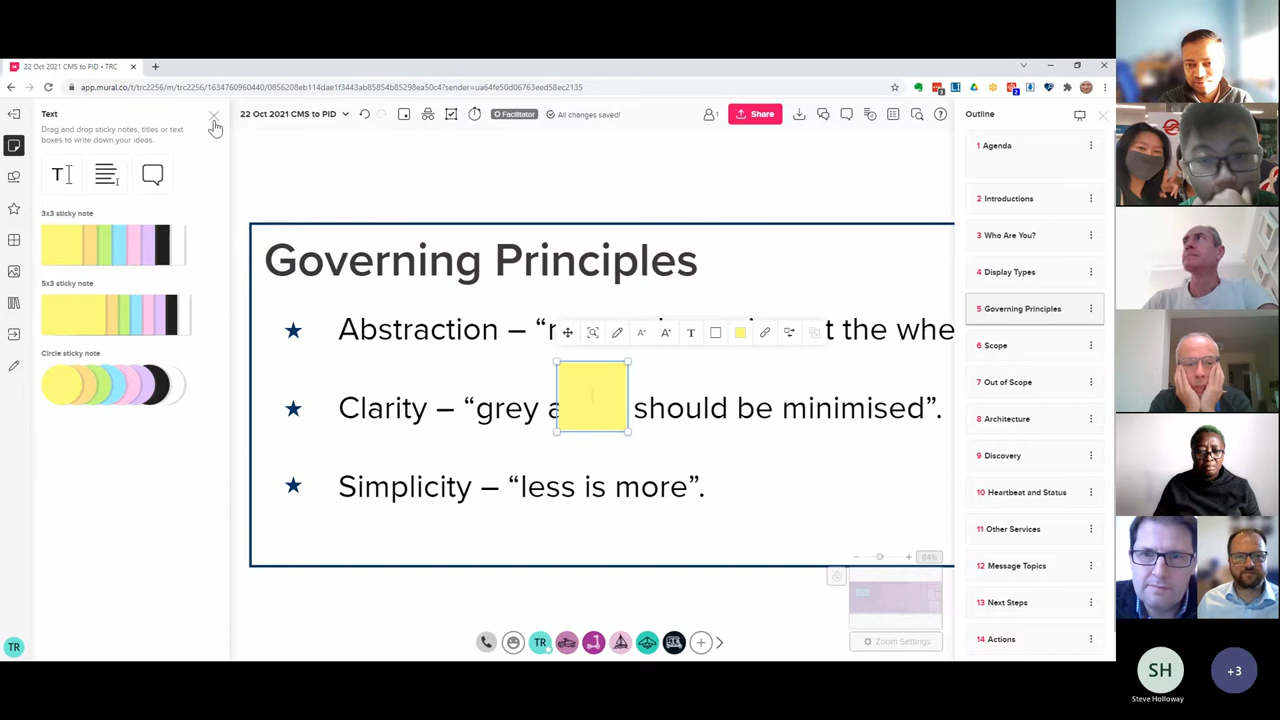 22 Oct 2021 CMS to PID • TRC
app.mural.co/t/trc2256/m/trc2256/1634760960440/0856208eb14dae1f3443ab85854b85298ea50c4?sender=ua64fe50d06763eed58ec2135
Text
Drag and drop sticky notes, titles or text
boxes to write down your ideas.
T
3x3 sticky note
5x3 sticky note
Circle sticky note
22 Oct 2021 CMS to PID
Facilitator
All changes saved!
1
Share
Governing Principles
Abstraction – “
t the whe
Clarity – “grey a
should be minimised”.
Simplicity – “less is more”.
A-
A+
T
84%
Zoom Settings
TR
TR
Outline
1 Agenda
2 Introductions
3 Who Are You?
4 Display Types
5 Governing Principles
6 Scope
7 Out of Scope
8 Architecture
9 Discovery
10 Heartbeat and Status
11 Other Services
12 Message Topics
13 Next Steps
14 Actions
SH
Steve Holloway
+3